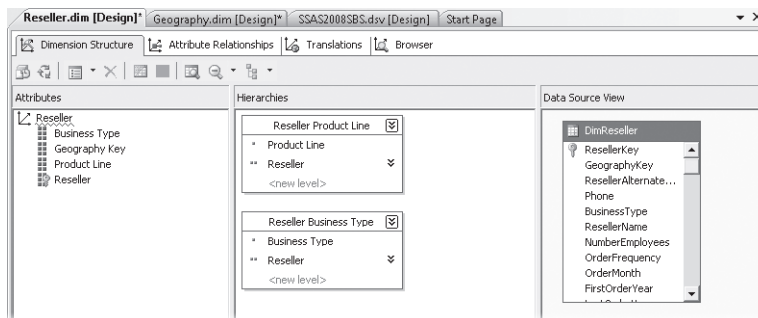 Reseller.dim [Design]* Geography.dim [Design]* SSAS2008SBS.dsv [Design] Start Page
Dimension Structure Attribute Relationships Translations Browser
Attributes
Reseller
Business Type
Geography Key
Product Line
Reseller
Hierarchies
Reseller Product Line
Product Line
Reseller
<new level>
Reseller Business Type
Business Type
Reseller
<new level>
Data Source View
DimReseller
ResellerKey
GeographyKey
ResellerAlternate...
Phone
BusinessType
ResellerName
NumberEmployees
OrderFrequency
OrderMonth
FirstOrderYear